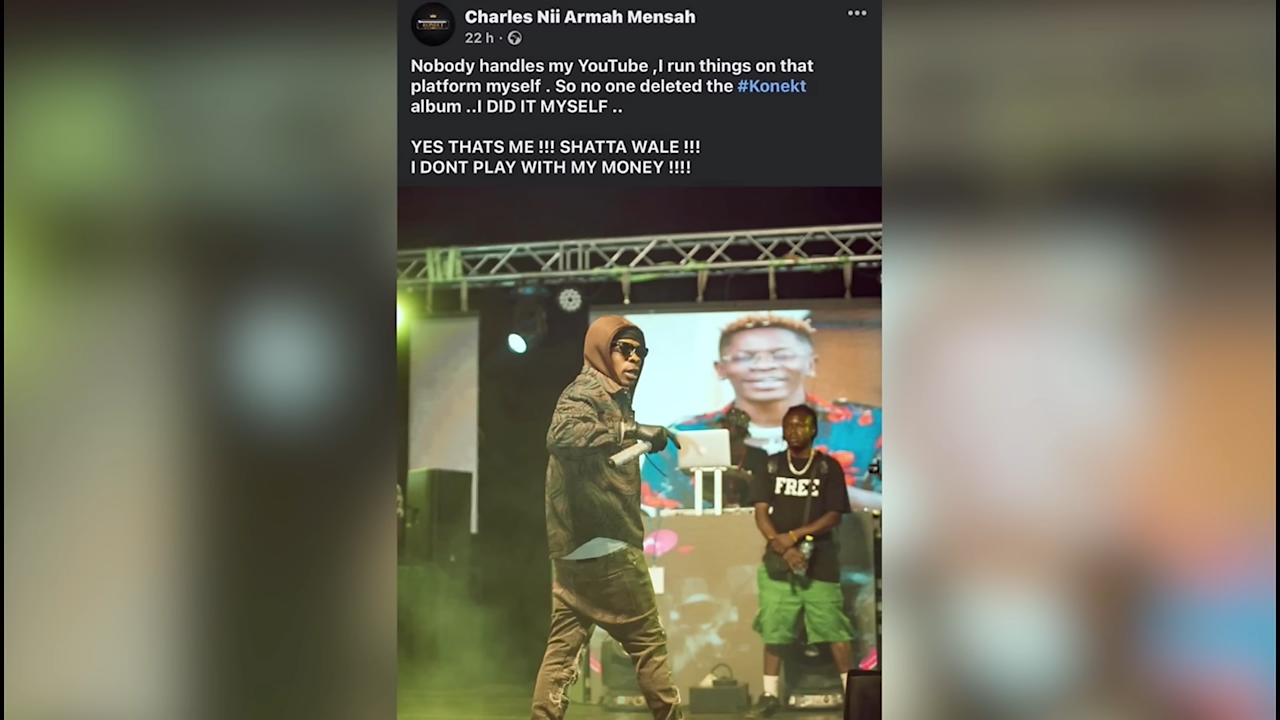 Charles Nii Armah Mensah
22 h ·
Nobody handles my YouTube ,I run things on that
platform myself . So no one deleted the #Konekt
album ..I DID IT MYSELF ..
YES THATS ME !!! SHATTA WALE !!!
I DONT PLAY WITH MY MONEY !!!!
FREE